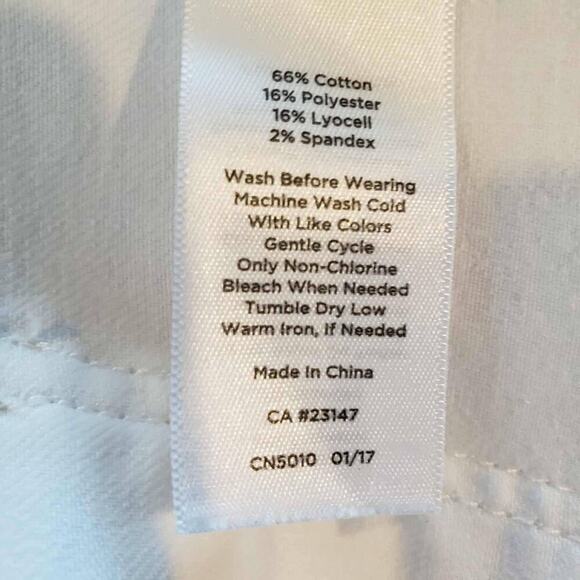 66% Cotton
16% Polyester
16% Lyocell
2% Spandex
Wash Before Wearing
Machine Wash Cold
With Like Colors
Gentle Cycle
Only Non-Chlorine
Bleach When Needed
Tumble Dry Low
Warm Iron, If Needed
Made In China
CA #23147
CN5010 01/17